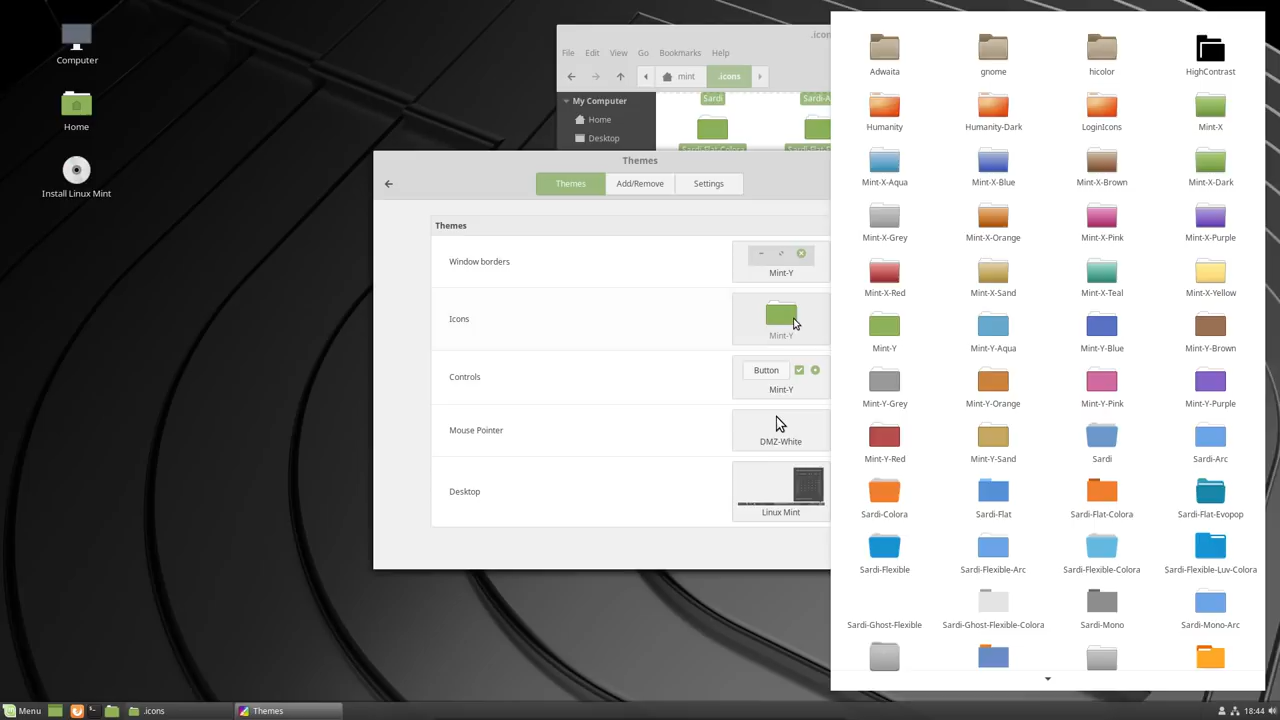 Computer
Home
Install Linux Mint
.icon
File Edit View Go Bookmarks Help
mint .icons
My Computer
Home
Desktop
Sardi
Sardi-A
Sardi-Flat-Colora
Themes
Themes Add/Remove Settings
Themes
Window borders
Mint-Y
Icons
Mint-Y
Controls
Button
Mint-Y
Mouse Pointer
DMZ-White
Desktop
Linux Mint
Adwaita gnome hicolor HighContrast
Humanity Humanity-Dark LoginIcons Mint-X
Mint-X-Aqua Mint-X-Blue Mint-X-Brown Mint-X-Dark
Mint-X-Grey Mint-X-Orange Mint-X-Pink Mint-X-Purple
Mint-X-Red Mint-X-Sand Mint-X-Teal Mint-X-Yellow
Mint-Y Mint-Y-Aqua Mint-Y-Blue Mint-Y-Brown
Mint-Y-Grey Mint-Y-Orange Mint-Y-Pink Mint-Y-Purple
Mint-Y-Red Mint-Y-Sand Sardi Sardi-Arc
Sardi-Colora Sardi-Flat Sardi-Flat-Colora Sardi-Flat-Evopop
Sardi-Flexible Sardi-Flexible-Arc Sardi-Flexible-Colora Sardi-Flexible-Luv-Colora
Sardi-Ghost-Flexible Sardi-Ghost-Flexible-Colora Sardi-Mono Sardi-Mono-Arc
Menu .icons Themes 18:44